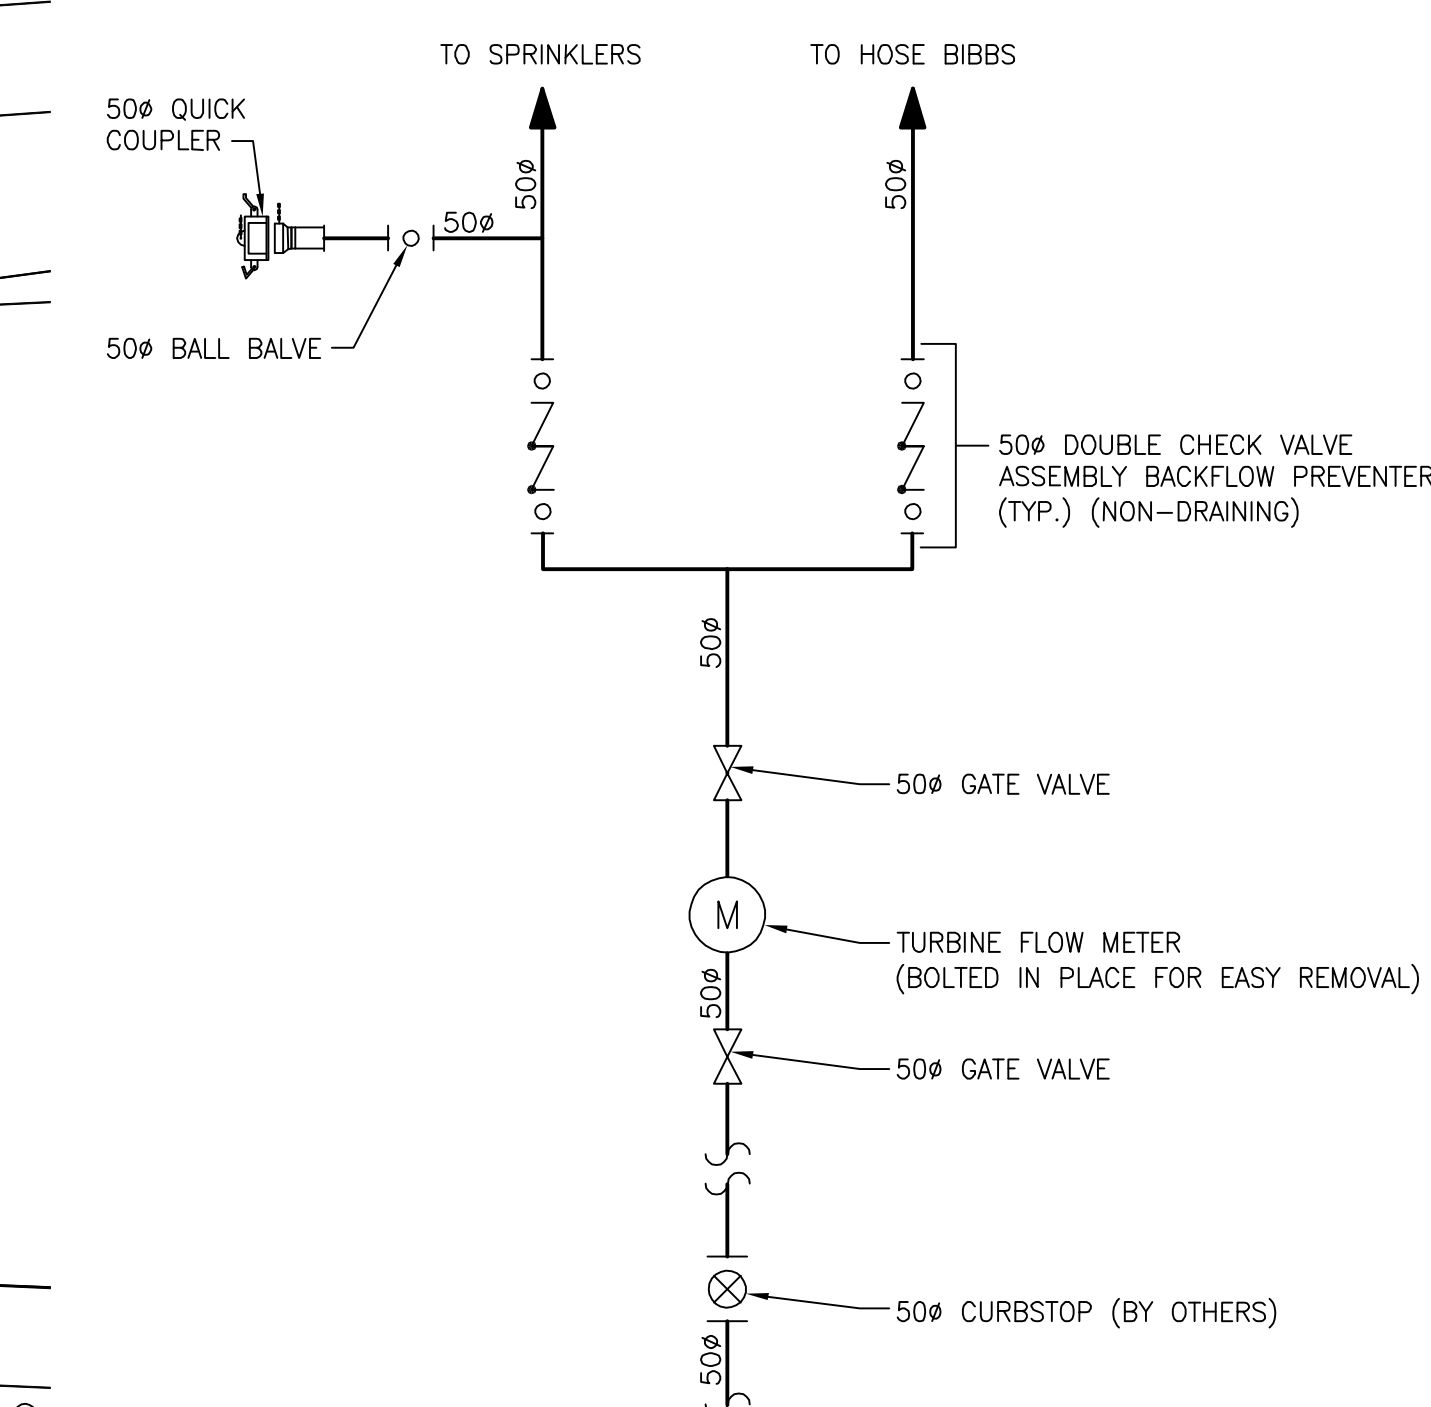 TO SPRINKLERS
TO HOSE BIBBS
50ø QUICK
COUPLER
50ø
50ø
50ø
50ø BALL BALVE
50ø DOUBLE CHECK VALVE
ASSEMBLY BACKFLOW PREVENTER
(TYP.) (NON-DRAINING)
50ø
50ø GATE VALVE
M
TURBINE FLOW METER
(BOLTED IN PLACE FOR EASY REMOVAL)
50ø
50ø GATE VALVE
50ø CURBSTOP (BY OTHERS)
50ø